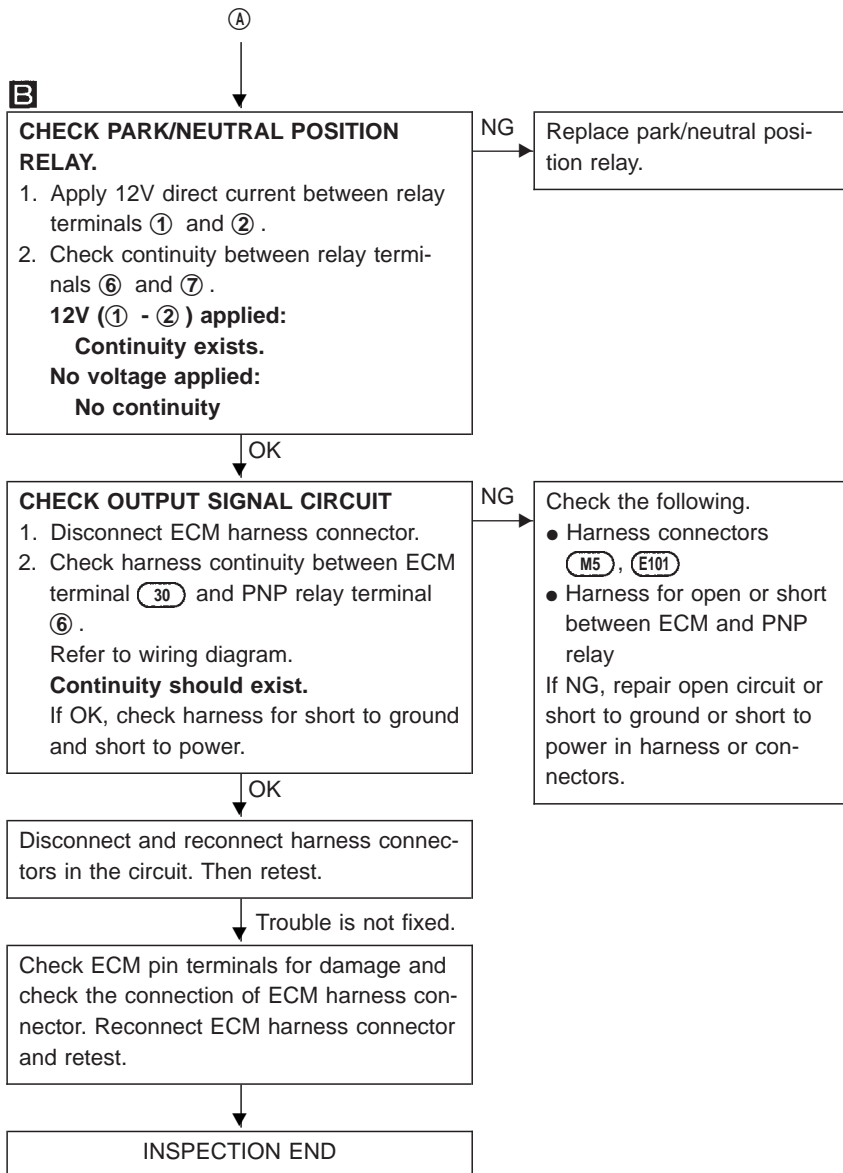 Ⓐ
B
CHECK PARK/NEUTRAL POSITION
RELAY.
1. Apply 12V direct current between relay
terminals ① and ② .
2. Check continuity between relay termi-
nals ⑥ and ⑦ .
12V (① - ② ) applied:
Continuity exists.
No voltage applied:
No continuity
NG
Replace park/neutral posi-
tion relay.
OK
CHECK OUTPUT SIGNAL CIRCUIT
1. Disconnect ECM harness connector.
2. Check harness continuity between ECM
terminal 30 and PNP relay terminal
⑥ .
Refer to wiring diagram.
Continuity should exist.
If OK, check harness for short to ground
and short to power.
NG
Check the following.
● Harness connectors
M5 , E101
● Harness for open or short
between ECM and PNP
relay
If NG, repair open circuit or
short to ground or short to
power in harness or con-
nectors.
OK
Disconnect and reconnect harness connec-
tors in the circuit. Then retest.
Trouble is not fixed.
Check ECM pin terminals for damage and
check the connection of ECM harness con-
nector. Reconnect ECM harness connector
and retest.
INSPECTION END